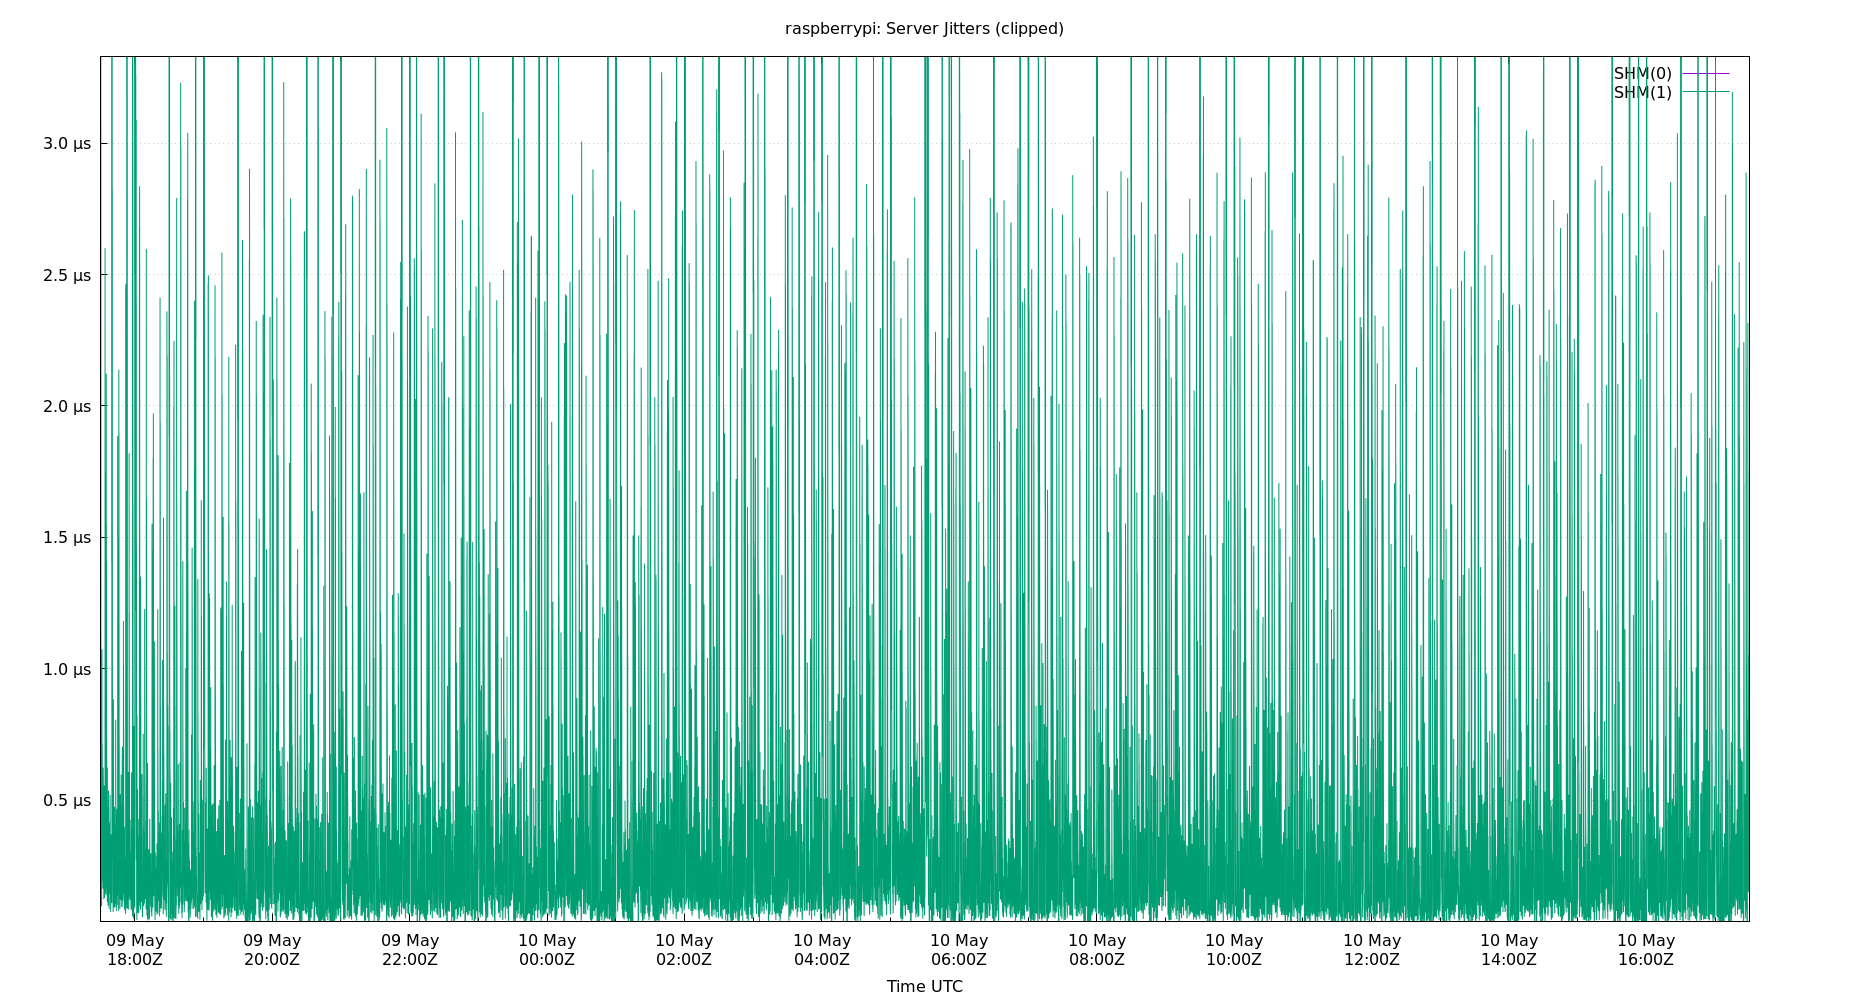 raspberrypi: Server Jitters (clipped)
SHM(0)
SHM(1)
3.0 µs
2.5 µs
2.0 µs
1.5 µs
1.0 µs
0.5 µs
09 May 09 May 09 May 10 May 10 May 10 May 10 May 10 May 10 May 10 May 10 May 10 May
18:00Z 20:00Z 22:00Z 00:00Z 02:00Z 04:00Z 06:00Z 08:00Z 10:00Z 12:00Z 14:00Z 16:00Z
Time UTC